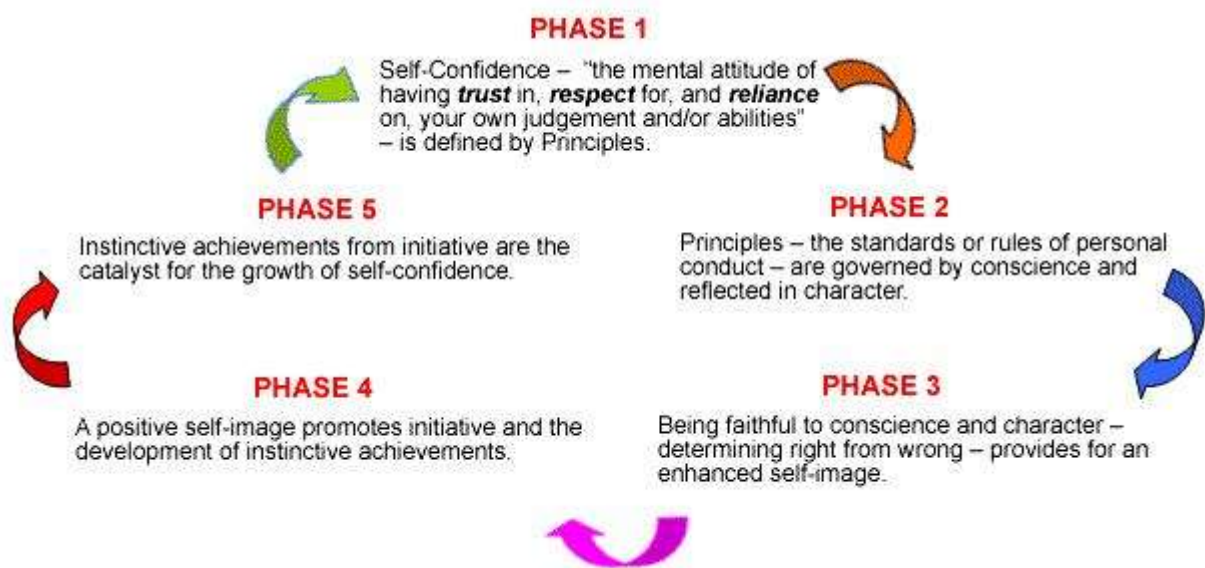 PHASE 1
Self-Confidence – "the mental attitude of
having trust in, respect for, and reliance
on, your own judgement and/or abilities"
– is defined by Principles.
PHASE 2
Principles – the standards or rules of personal
conduct – are governed by conscience and
reflected in character.
PHASE 3
Being faithful to conscience and character –
determining right from wrong – provides for an
enhanced self-image.
PHASE 4
A positive self-image promotes initiative and the
development of instinctive achievements.
PHASE 5
Instinctive achievements from initiative are the
catalyst for the growth of self-confidence.